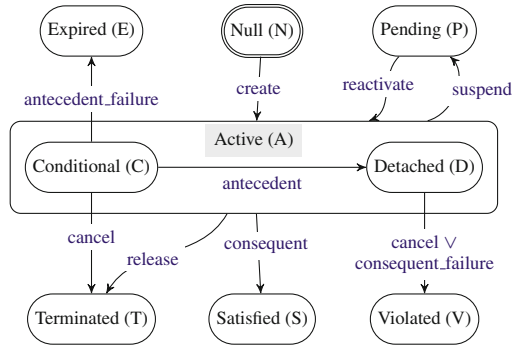 Expired (E)
Null (N)
Pending (P)
antecedent_failure
create
reactivate
suspend
Active (A)
Conditional (C)
Detached (D)
antecedent
cancel
release
consequent
cancel ∨
consequent_failure
Terminated (T)
Satisfied (S)
Violated (V)